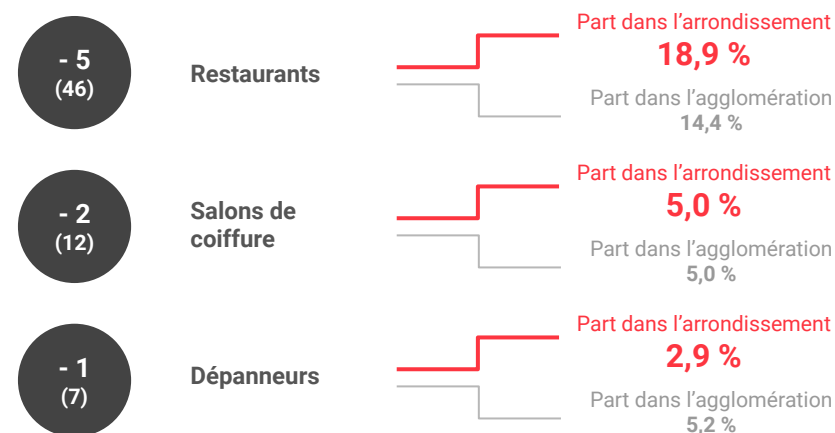 - 5
(46)
Restaurants
Part dans l’arrondissement
18,9 %
Part dans l’agglomération
14,4 %
- 2
(12)
Salons de
coiffure
Part dans l’arrondissement
5,0 %
Part dans l’agglomération
5,0 %
- 1
(7)
Dépanneurs
Part dans l’arrondissement
2,9 %
Part dans l’agglomération
5,2 %